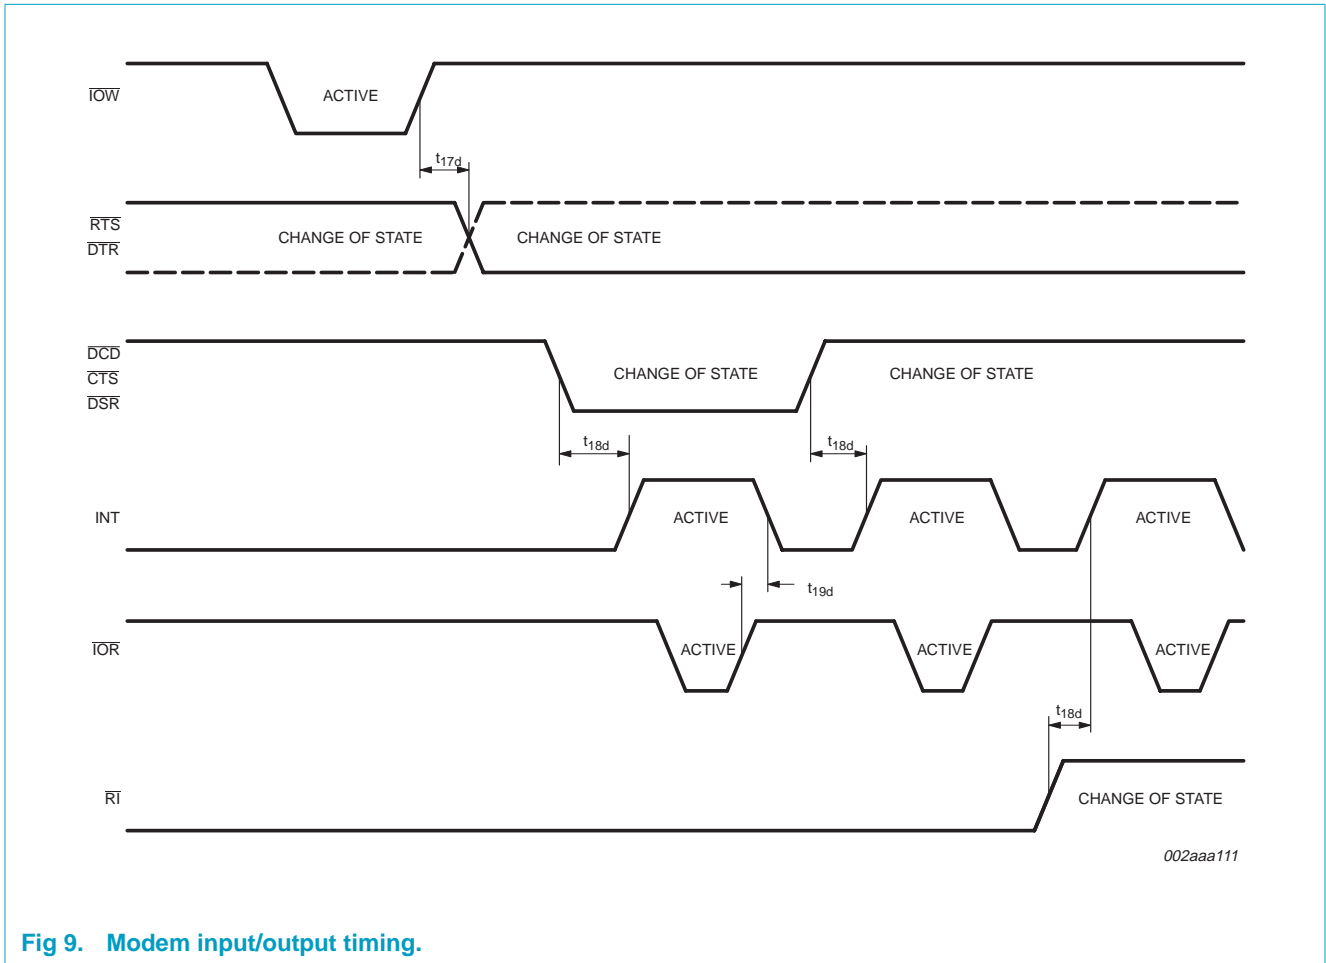 IOW
ACTIVE
t17d
RTS
DTR
CHANGE OF STATE
CHANGE OF STATE
DCD
CTS
DSR
CHANGE OF STATE
CHANGE OF STATE
t18d
t18d
INT
ACTIVE
ACTIVE
ACTIVE
t19d
IOR
ACTIVE
ACTIVE
ACTIVE
t18d
RI
CHANGE OF STATE
002aaa111
Fig 9. Modem input/output timing.